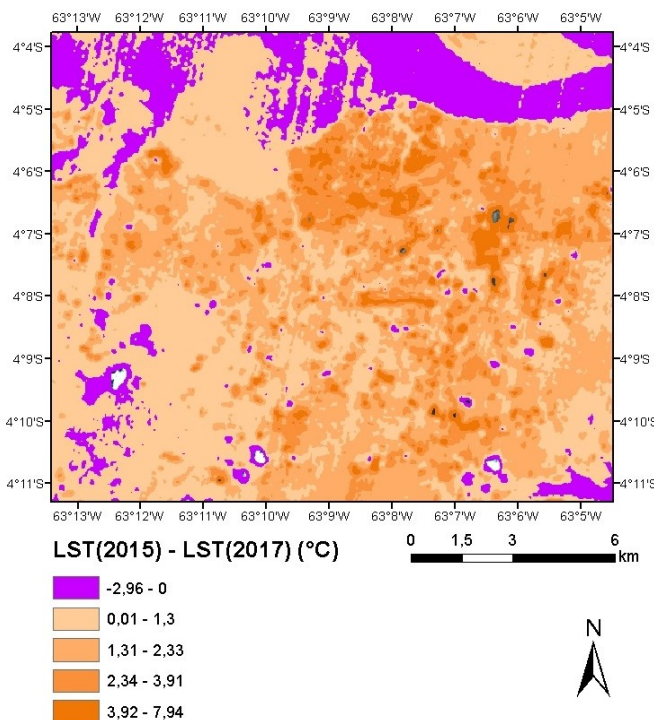 63°13'W 63°12'W 63°11'W 63°10'W 63°9'W 63°8'W 63°7'W 63°6'W 63°5'W
4°4'S 4°4'S
4°5'S 4°5'S
4°6'S 4°6'S
4°7'S 4°7'S
4°8'S 4°8'S
4°9'S 4°9'S
4°10'S 4°10'S
4°11'S 4°11'S
63°13'W 63°12'W 63°11'W 63°10'W 63°9'W 63°8'W 63°7'W 63°6'W 63°5'W
LST(2015) - LST(2017) (°C)
0 1,5 3 6
km
-2,96 - 0
0,01 - 1,3
1,31 - 2,33
2,34 - 3,91
3,92 - 7,94
N